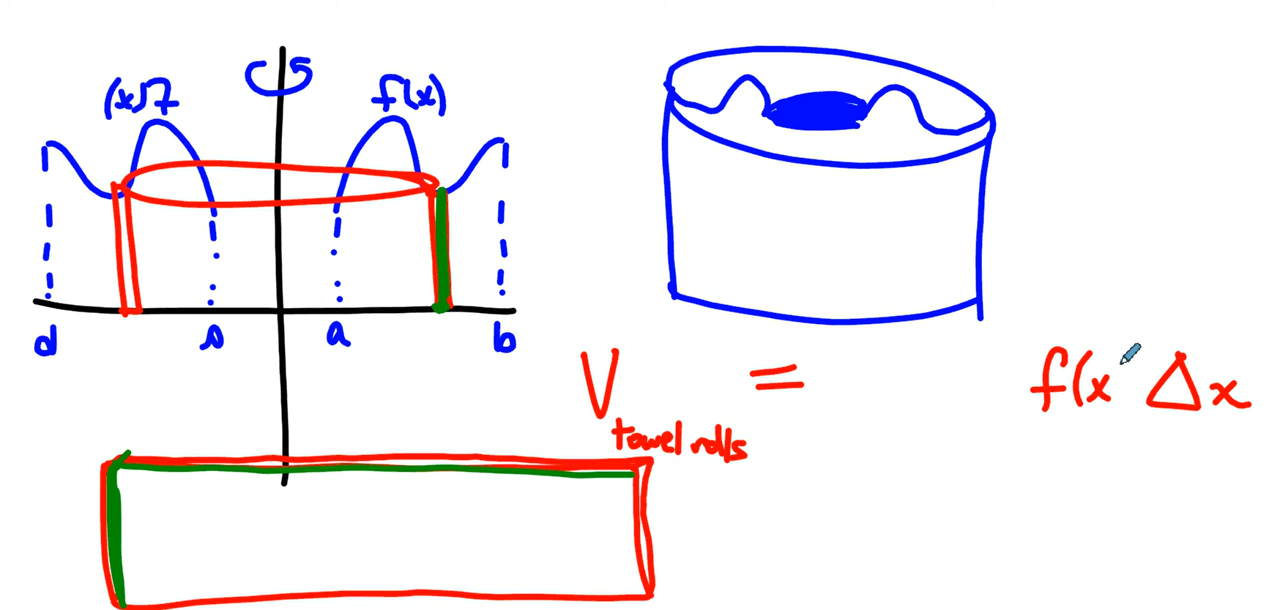 (x)f f(x)
d a a b
V towel rolls = f(x Δx